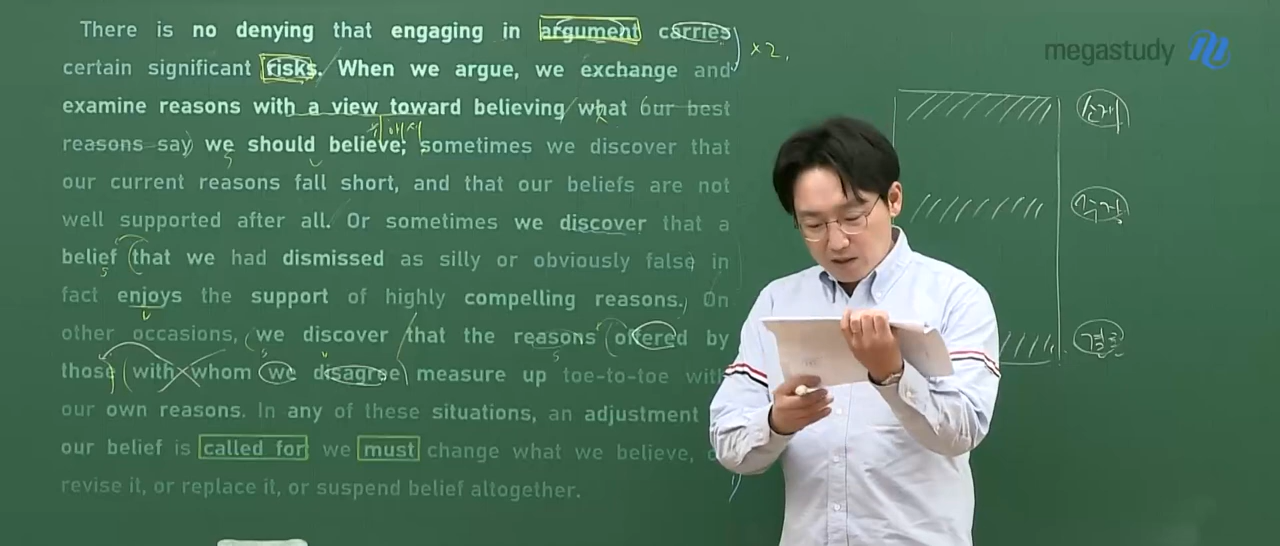 There is no denying that engaging in argument carries
certain significant risks. When we argue, we exchange and
examine reasons with a view toward believing what our best
reasons say we should believe; sometimes we discover that
our current reasons fall short, and that our beliefs are not
well supported after all. Or sometimes we discover that a
belief that we had dismissed as silly or obviously false in
fact enjoys the support of highly compelling reasons. On
other occasions, we discover that the reasons offered by
those with whom we disagree measure up toe-to-toe with
our own reasons. In any of these situations, an adjustment
our belief is called for we must change what we believe,
revise it, or replace it, or suspend belief altogether.
x2.
megastudy
소재